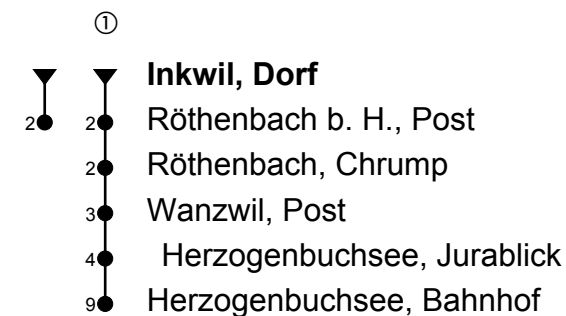 ①
Inkwil, Dorf
2 2 Röthenbach b. H., Post
2 Röthenbach, Chrump
3 Wanzwil, Post
4 Herzogenbuchsee, Jurablick
9 Herzogenbuchsee, Bahnhof